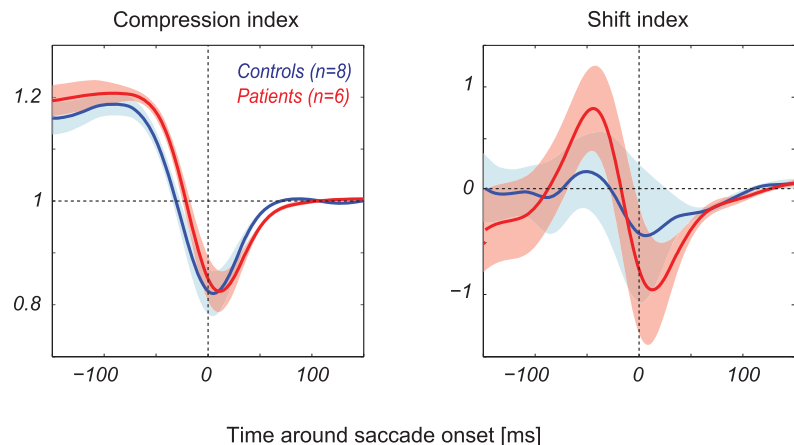 Compression index
Shift index
Controls (n=8)
Patients (n=6)
1.2
1
0.8
−100
0
100
1
0
−1
−100
0
100
Time around saccade onset [ms]